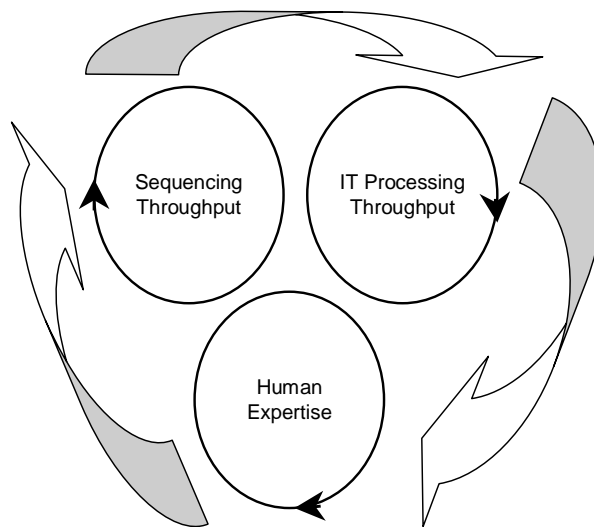 Sequencing
Throughput
IT Processing
Throughput
Human
Expertise